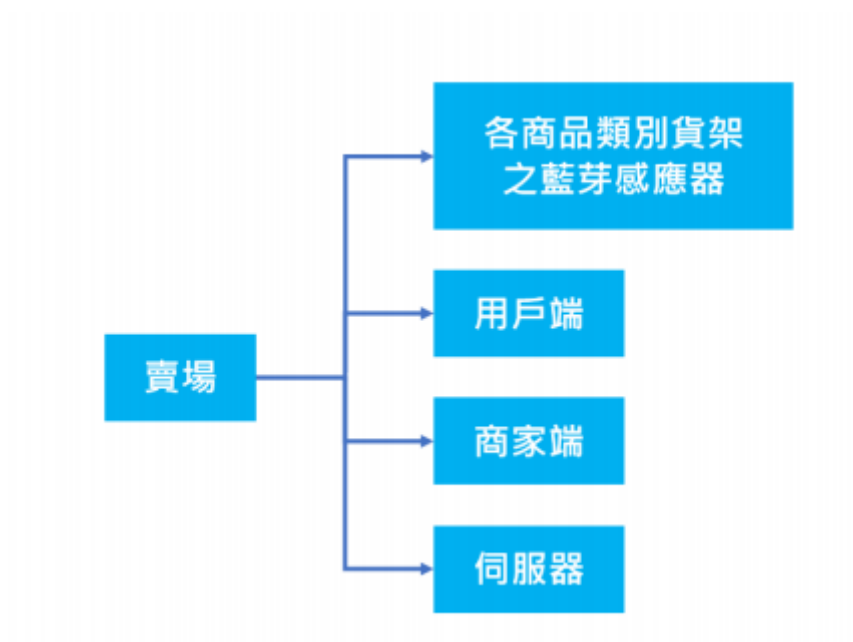 各商品類別貨架
之藍芽感應器
用戶端
賣場
商家端
伺服器